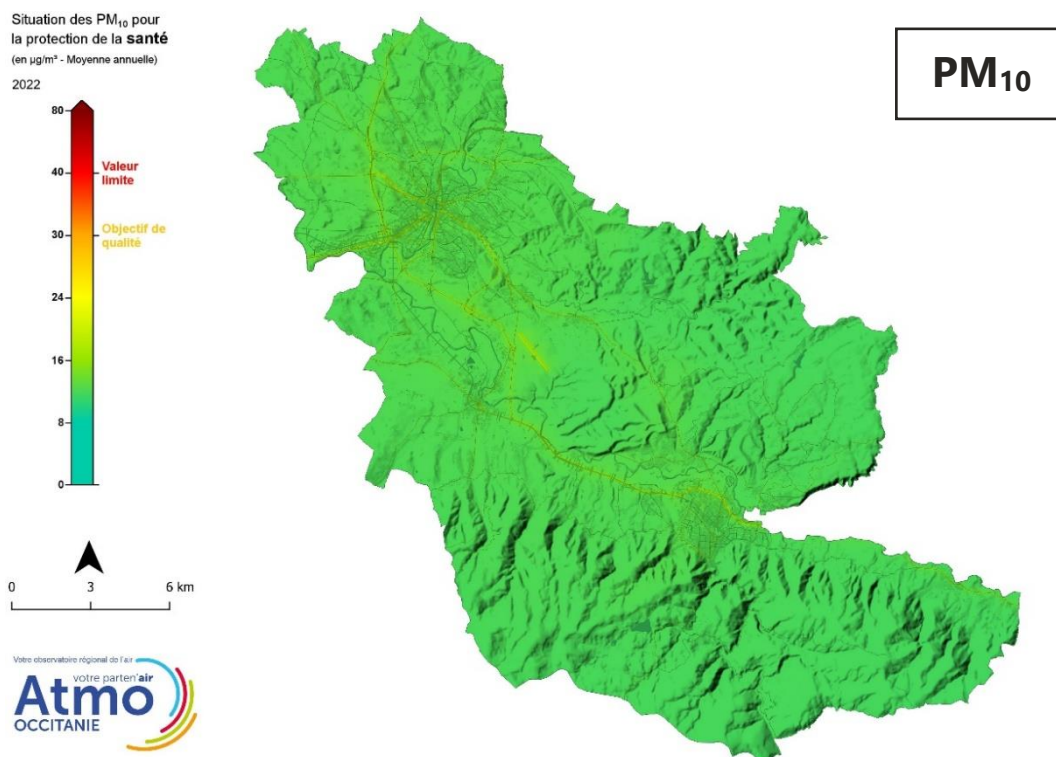 Situation des PM₁₀ pour
la protection de la santé
(en µg/m³ - Moyenne annuelle)
2022
PM₁₀
80
40
Valeur
limite
30
Objectif de
qualité
24
16
8
0
0 3 6 km
Votre observatoire régional de l'air
votre parten'air
Atmo
OCCITANIE